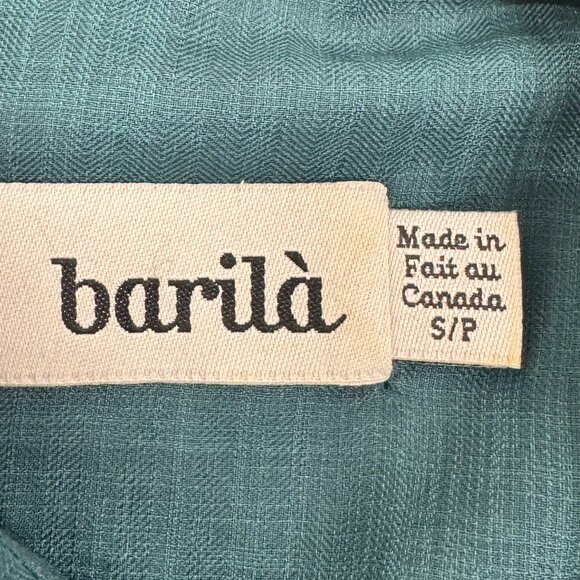 barilà
Made in
Fait au
Canada
S/P